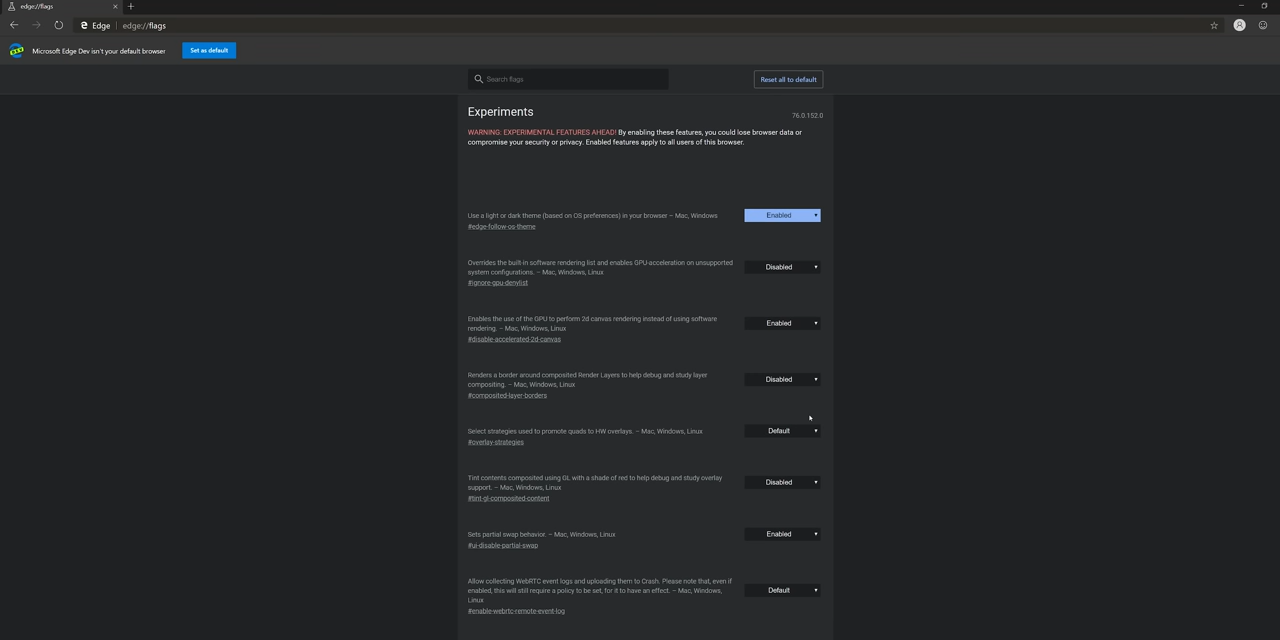 edge://flags
Edge edge://flags
Microsoft Edge Dev isn't your default browser Set as default
Search flags Reset all to default
Experiments
76.0.152.0
WARNING: EXPERIMENTAL FEATURES AHEAD! By enabling these features, you could lose browser data or
compromise your security or privacy. Enabled features apply to all users of this browser.
Use a light or dark theme (based on OS preferences) in your browser – Mac, Windows Enabled
#edge-follow-os-theme
Overrides the built-in software rendering list and enables GPU-acceleration on unsupported
system configurations. – Mac, Windows, Linux
Disabled
#ignore-gpu-denylist
Enables the use of the GPU to perform 2d canvas rendering instead of using software
rendering. – Mac, Windows, Linux
Enabled
#disable-accelerated-2d-canvas
Renders a border around composited Render Layers to help debug and study layer
compositing. – Mac, Windows, Linux
Disabled
#composited-layer-borders
Select strategies used to promote quads to HW overlays. – Mac, Windows, Linux Default
#overlay-strategies
Tint contents composited using GL with a shade of red to help debug and study overlay
support. – Mac, Windows, Linux
Disabled
#tint-gl-composited-content
Sets partial swap behavior. – Mac, Windows, Linux Enabled
#ui-disable-partial-swap
Allow collecting WebRTC event logs and uploading them to Crash. Please note that, even if
enabled, this will still require a policy to be set, for it to have an effect. – Mac, Windows,
Linux
Default
#enable-webrtc-remote-event-log